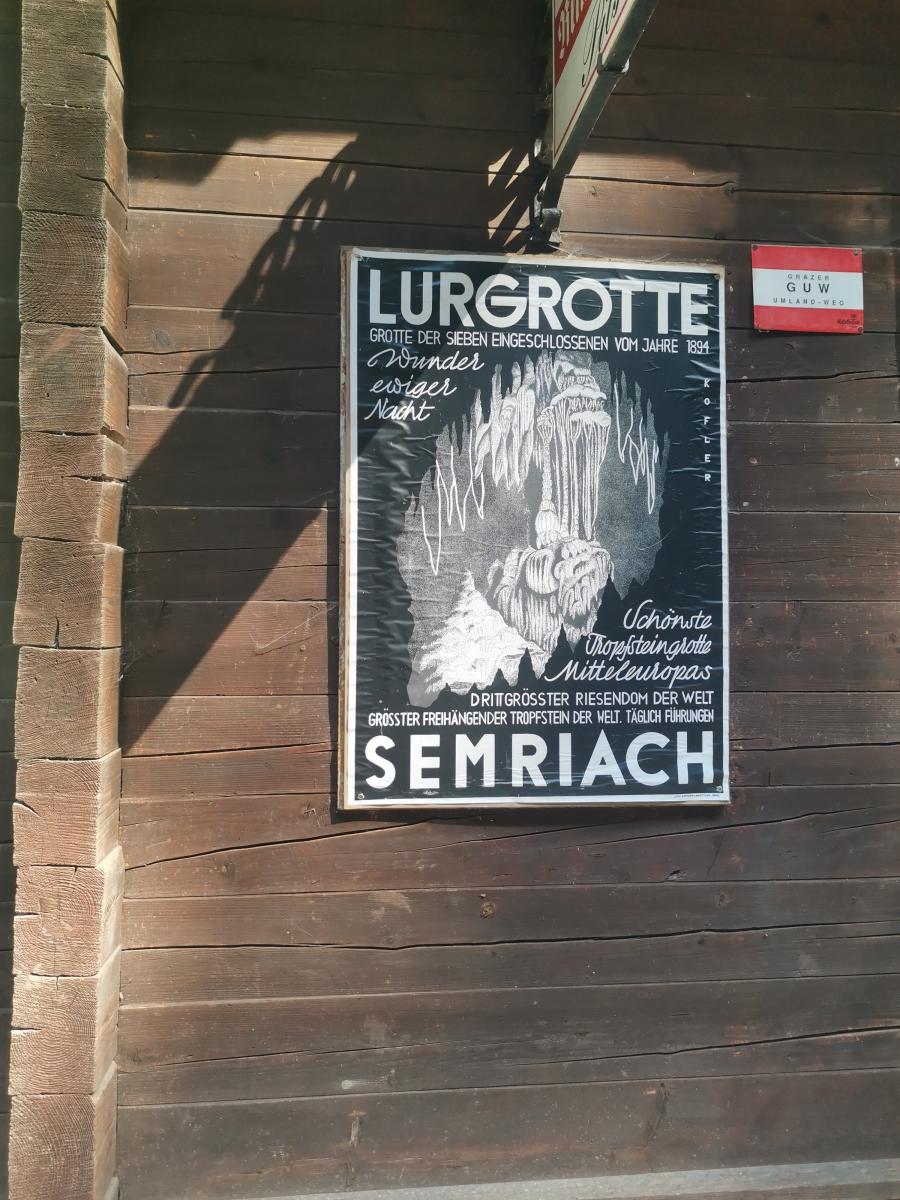 LURGROTTE
GROTTE DER SIEBEN EINGESCHLOSSENEN VOM JAHRE 1894
Wunder
ewiger
Nacht
KOFLER
Schönste
Tropfsteingrotte
Mitteleuropas
DRITTGRÖSSTER RIESENDOM DER WELT
GRÖSSTER FREIHÄNGENDER TROPFSTEIN DER WELT. TÄGLICH FÜHRUNGEN
SEMRIACH
GRAZER
GUW
UMLAND-WEG